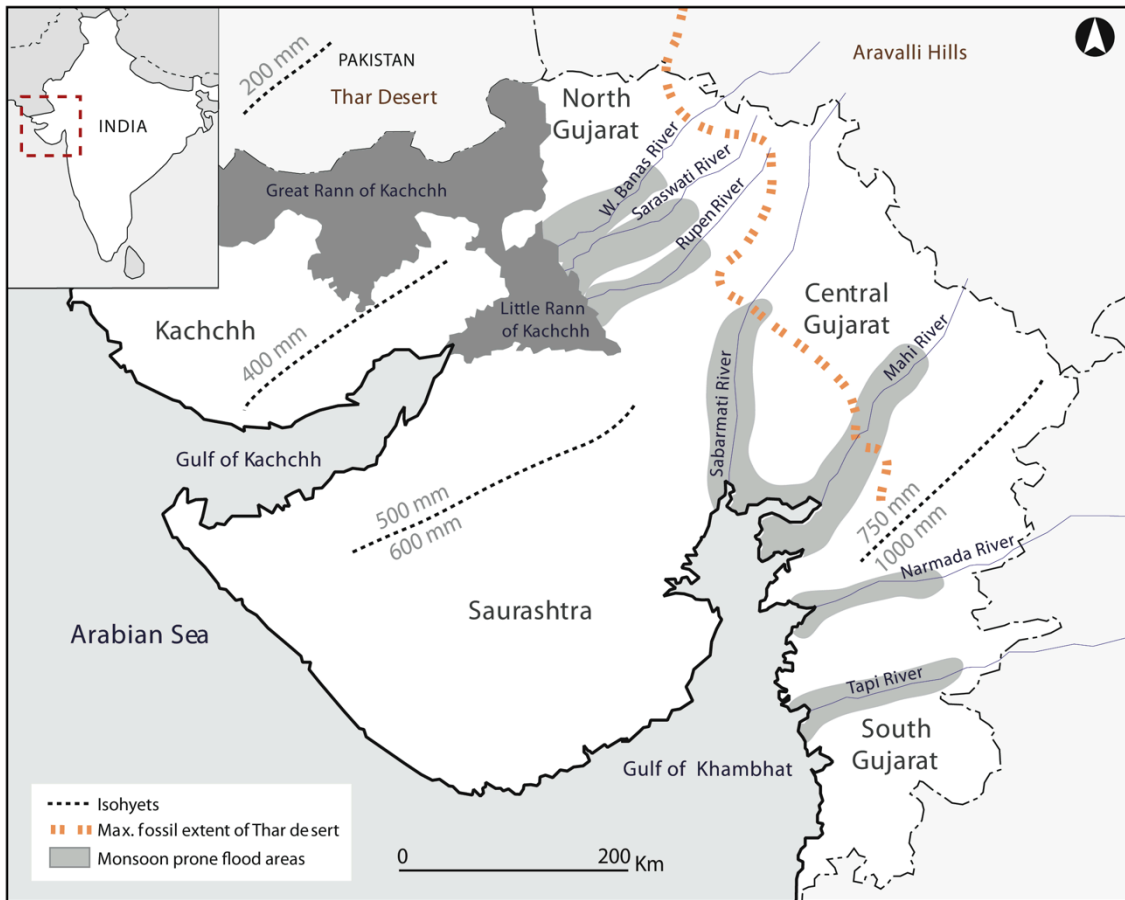 INDIA
200 mm
PAKISTAN
Thar Desert
Aravalli Hills
North
Gujarat
W. Banas River
Saraswati River
Rupen River
Great Rann of Kachchh
Little Rann
of Kachchh
Kachchh
400 mm
Central
Gujarat
Mahi River
Sabarmati River
Gulf of Kachchh
500 mm
600 mm
750 mm
1000 mm
Narmada River
Saurashtra
Arabian Sea
Tapi River
South
Gujarat
Gulf of Khambhat
Isohyets
Max. fossil extent of Thar desert
Monsoon prone flood areas
0 200 Km